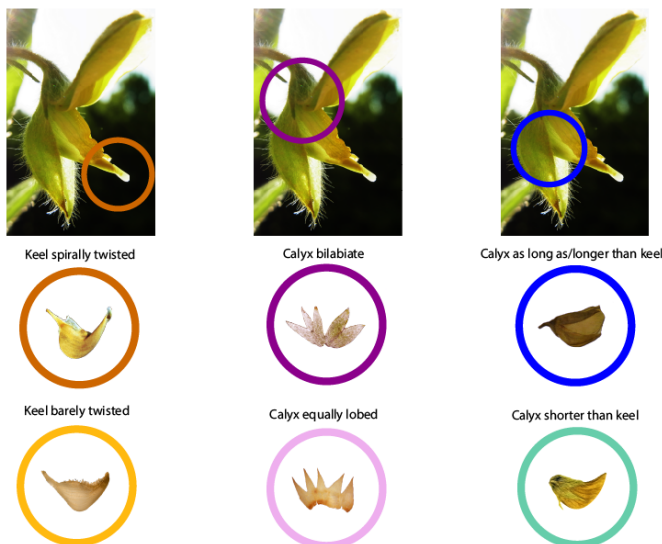 Keel spirally twisted
Calyx bilabiate
Calyx as long as/longer than keel
Keel barely twisted
Calyx equally lobed
Calyx shorter than keel